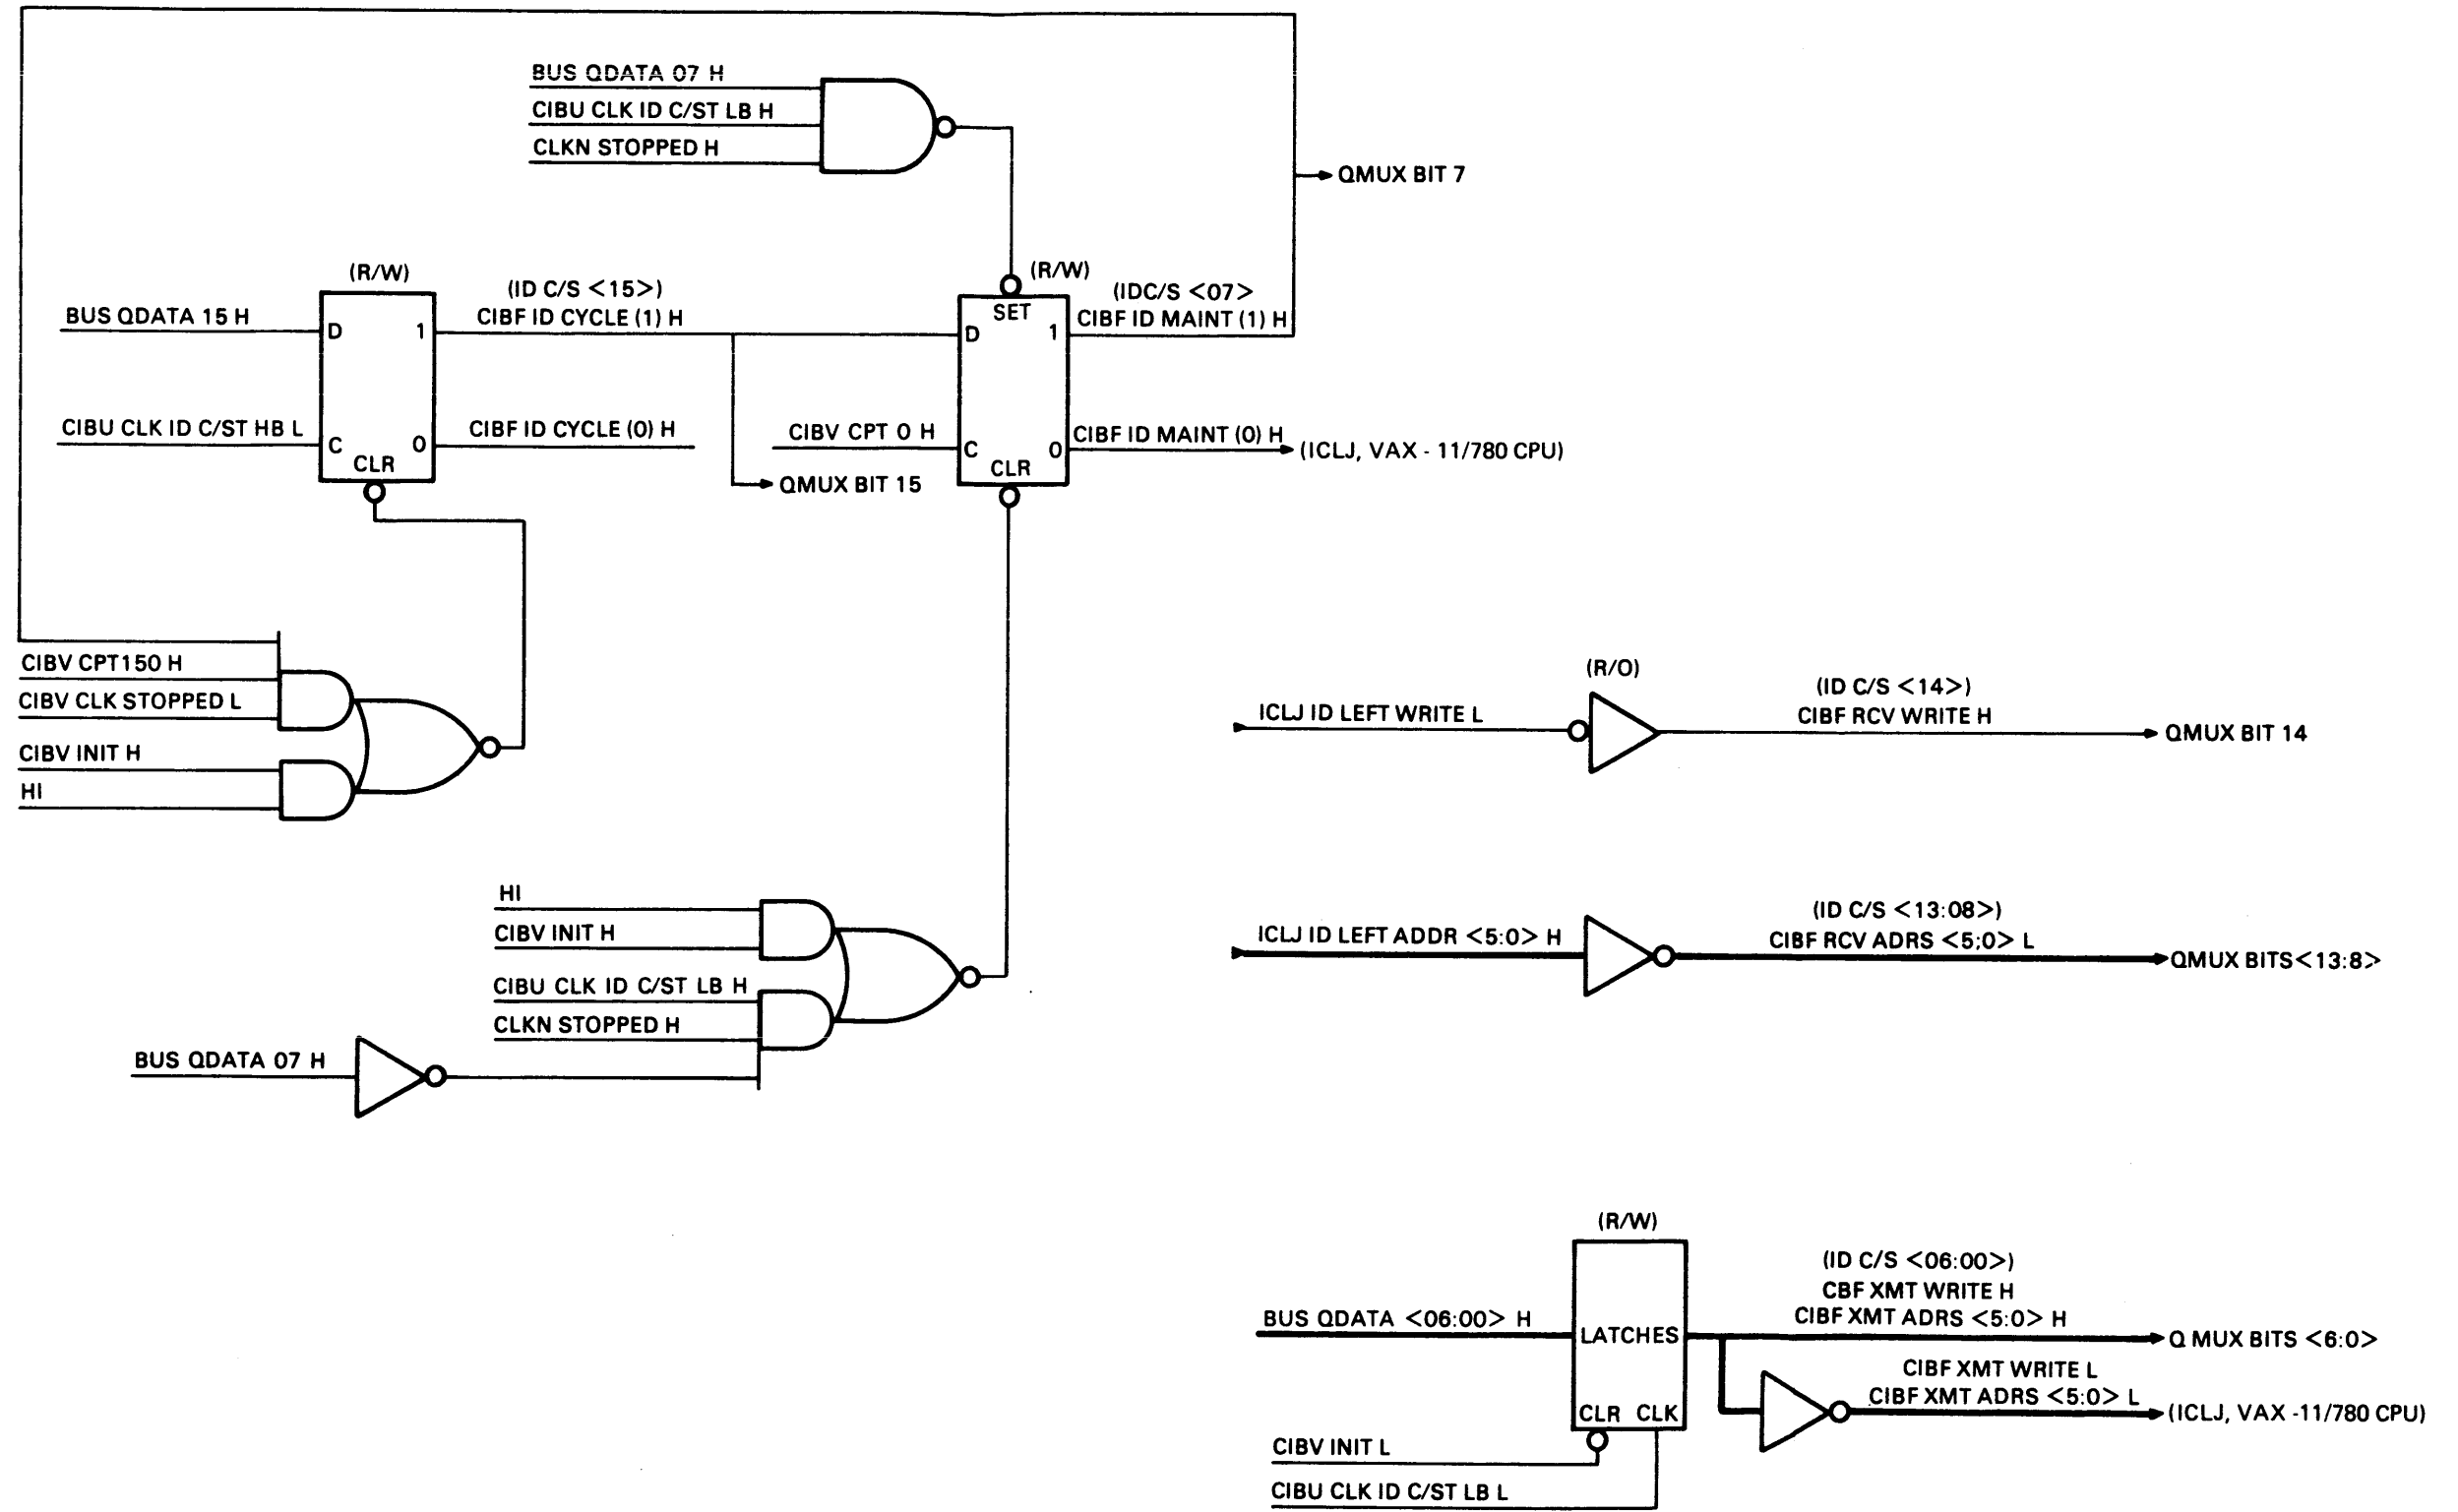 BUS QDATA 07 H
CIBU CLK ID C/ST LB H
CLKN STOPPED H
QMUX BIT 7
(R/W)
BUS QDATA 15 H
D
1
CIBU CLK ID C/ST HB L
C
0
CLR
(ID C/S <15>)
CIBF ID CYCLE (1) H
CIBF ID CYCLE (0) H
QMUX BIT 15
(R/W)
SET
D
1
CIBV CPT 0 H
C
0
CLR
(IDC/S <07>
CIBF ID MAINT (1) H
CIBF ID MAINT (0) H
(ICLJ, VAX - 11/780 CPU)
CIBV CPT150 H
CIBV CLK STOPPED L
CIBV INIT H
HI
HI
CIBV INIT H
CIBU CLK ID C/ST LB H
CLKN STOPPED H
BUS QDATA 07 H
(R/O)
ICLJ ID LEFT WRITE L
(ID C/S <14>)
CIBF RCV WRITE H
QMUX BIT 14
ICLJ ID LEFT ADDR <5:0> H
(ID C/S <13:08>)
CIBF RCV ADRS <5;0> L
QMUX BITS<13:8>
(R/W)
BUS QDATA <06:00> H
LATCHES
CLR CLK
(ID C/S <06:00>)
CBF XMT WRITE H
CIBF XMT ADRS <5:0> H
Q MUX BITS <6:0>
CIBF XMT WRITE L
CIBF XMT ADRS <5:0> L
(ICLJ, VAX -11/780 CPU)
CIBV INIT L
CIBU CLK ID C/ST LB L